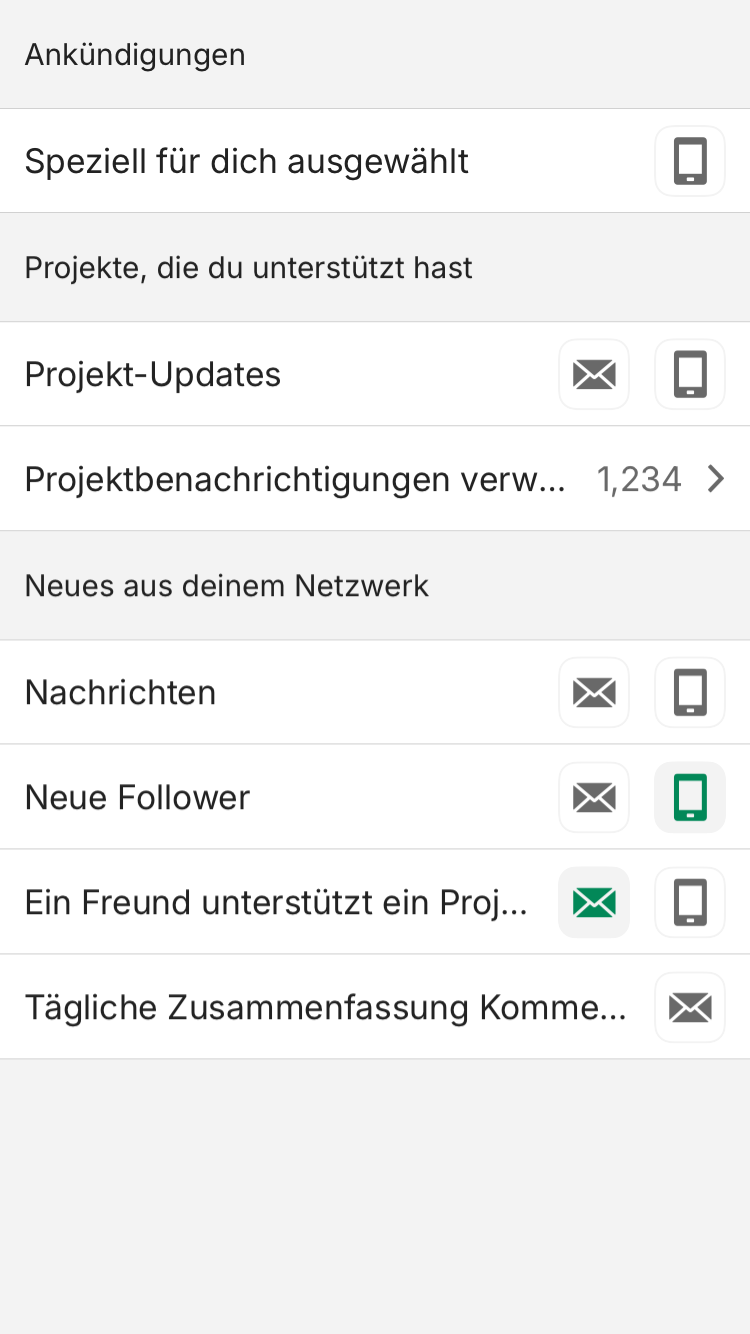 Ankündigungen
Speziell für dich ausgewählt
Projekte, die du unterstützt hast
Projekt-Updates
Projektbenachrichtigungen verw... 1,234
Neues aus deinem Netzwerk
Nachrichten
Neue Follower
Ein Freund unterstützt ein Proj...
Tägliche Zusammenfassung Komme...